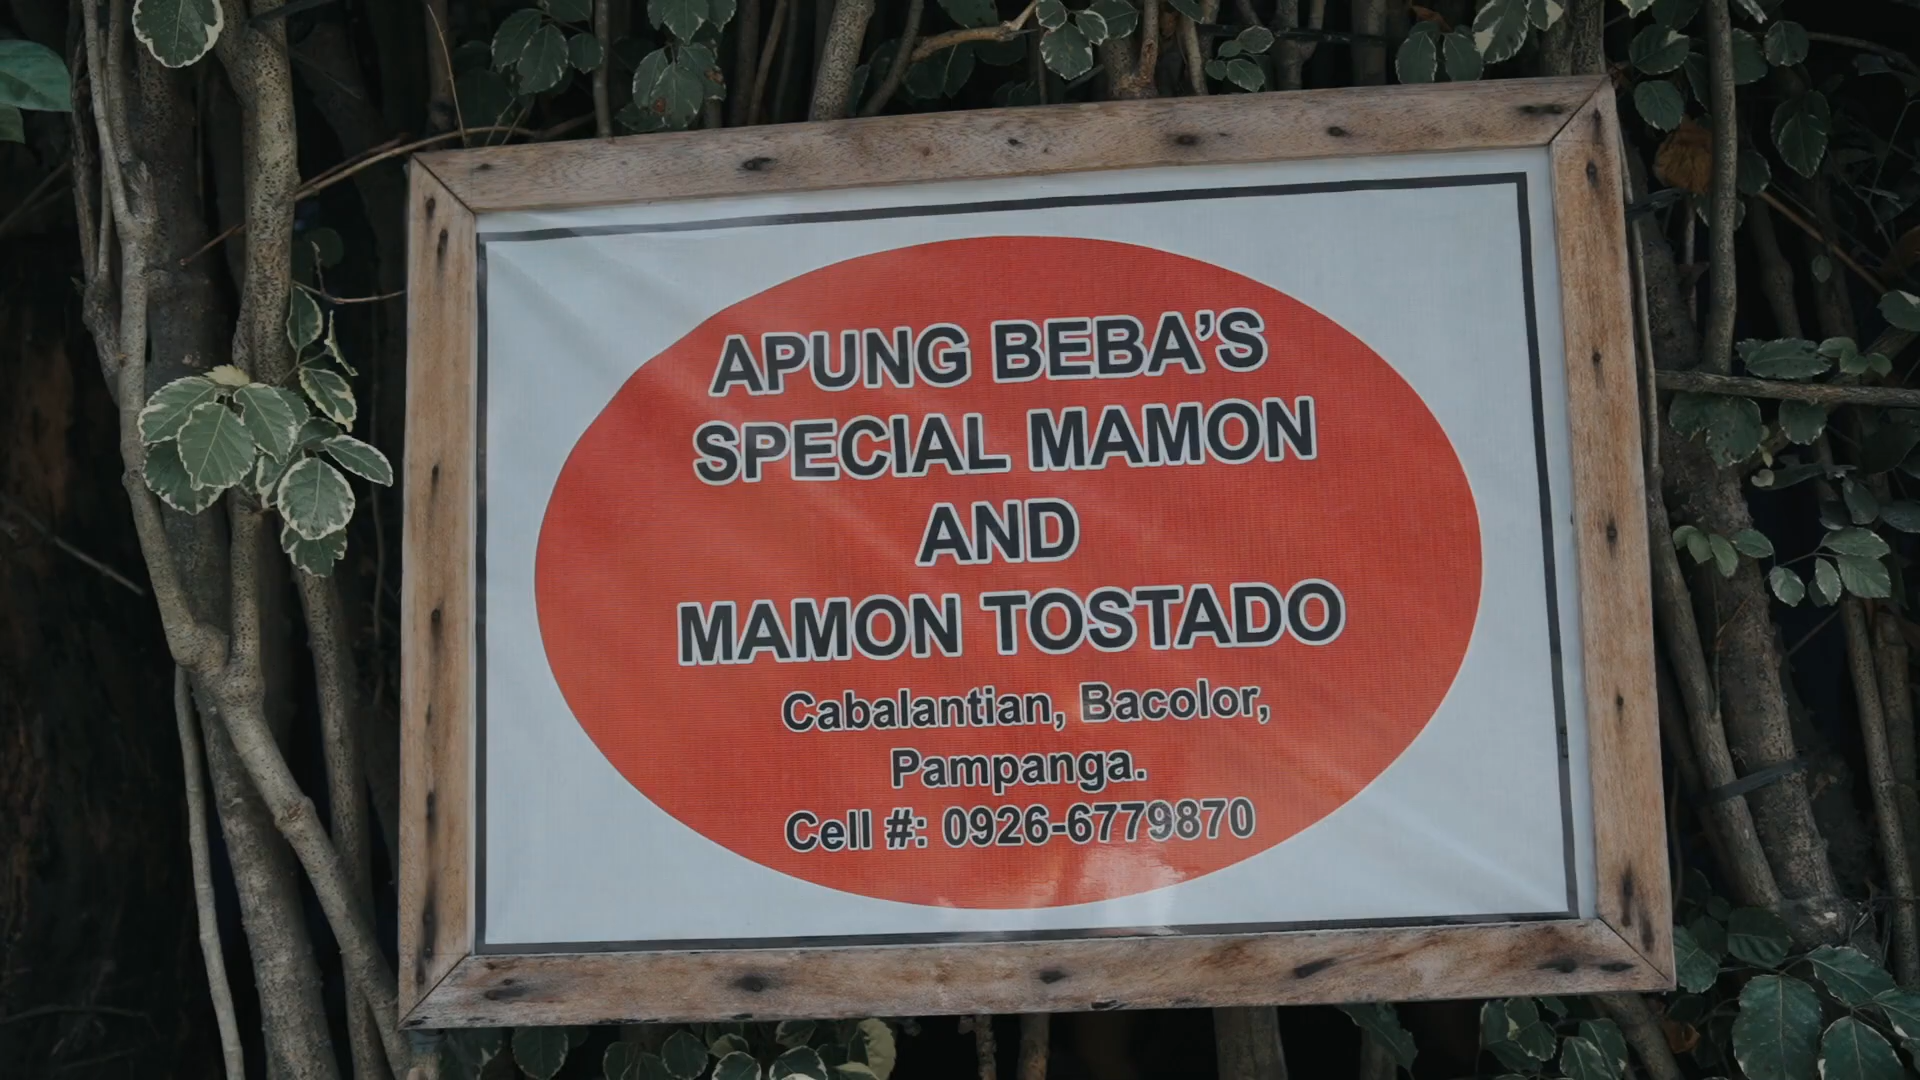 APUNG BEBA'S
SPECIAL MAMON
AND
MAMON TOSTADO
Cabalantian, Bacolor,
Pampanga.
Cell #: 0926-6779870